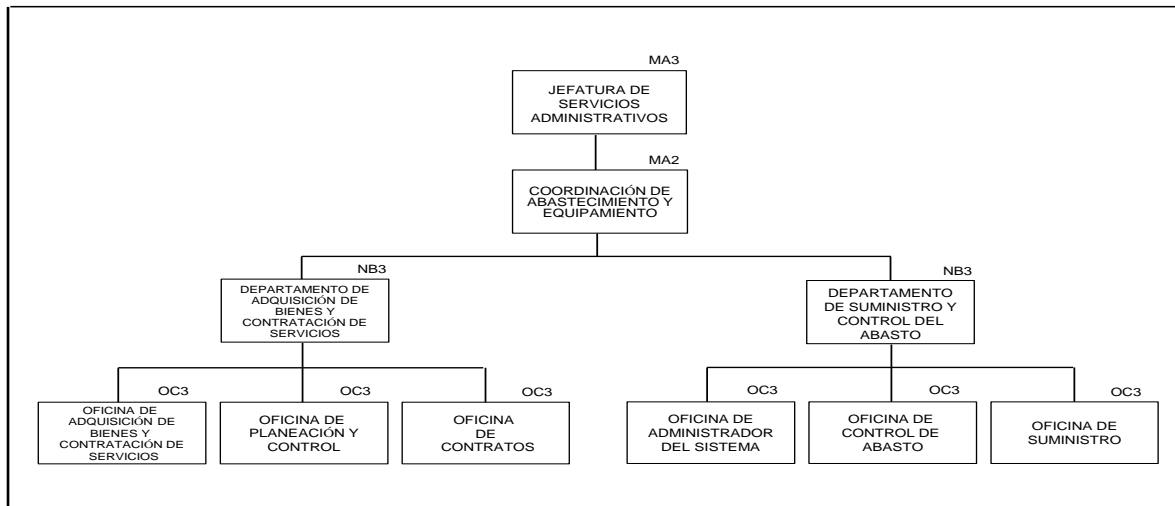 MA3
JEFATURA DE
SERVICIOS
ADMINISTRATIVOS
MA2
COORDINACIÓN DE
ABASTECIMIENTO Y
EQUIPAMIENTO
NB3
DEPARTAMENTO DE
ADQUISICIÓN DE
BIENES Y
CONTRATACIÓN DE
SERVICIOS
NB3
DEPARTAMENTO
DE SUMINISTRO Y
CONTROL DEL
ABASTO
OC3
OFICINA DE
ADQUISICIÓN DE
BIENES Y
CONTRATACIÓN DE
SERVICIOS
OC3
OFICINA DE
PLANEACIÓN Y
CONTROL
OC3
OFICINA
DE
CONTRATOS
OC3
OFICINA DE
ADMINISTRADOR
DEL SISTEMA
OC3
OFICINA DE
CONTROL DE
ABASTO
OC3
OFICINA DE
SUMINISTRO